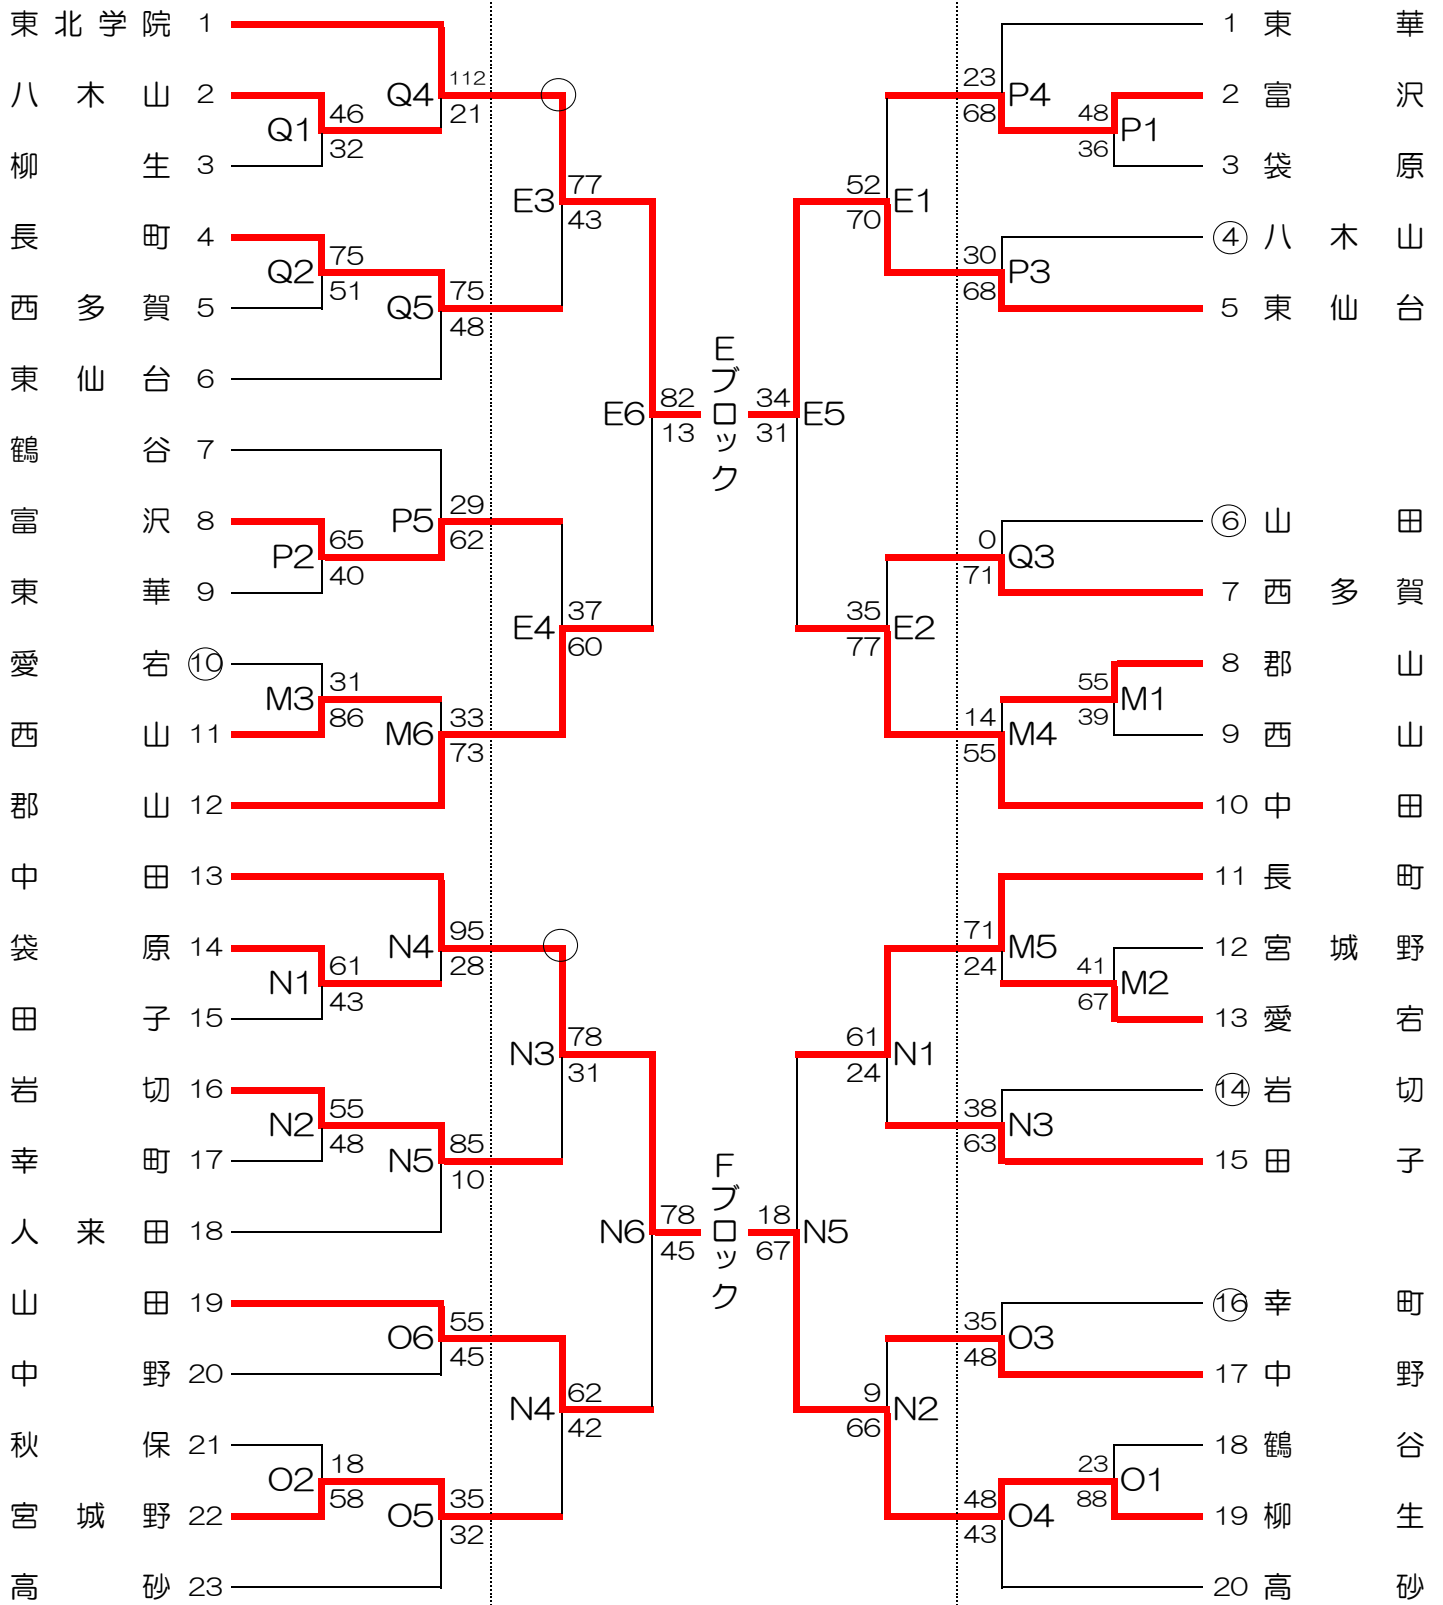 東北学院 1
Q4 112
21
八木山 2
Q1 46
32
柳生 3
E3 77
43
長町 4
Q2 75
51
西多賀 5
Q5 75
48
東仙台 6
E6 82
13
鶴谷 7
P5 29
62
富沢 8
P2 65
40
東華 9
E4 37
60
愛宕 ⑩
M3 31
86
西山 11
M6 33
73
郡山 12
中田 13
N4 95
28
袋原 14
N1 61
43
田子 15
N3 78
31
岩切 16
N2 55
48
幸町 17
N5 85
10
人来田 18
N6 78
45
山田 19
O6 55
45
中野 20
N4 62
42
秋保 21
O2 18
58
宮城野 22
O5 35
32
高砂 23
Eブロック
Fブロック
1 東華
23 P4
68
2 富沢
48 P1
36
3 袋原
52 E1
70
④ 八木山
30 P3
68
5 東仙台
34 E5
31
⑥ 山田
0 Q3
71
7 西多賀
35 E2
77
8 郡山
55 M1
39
9 西山
14 M4
55
10 中田
11 長町
71 M5
24
12 宮城野
41 M2
67
13 愛宕
61 N1
24
⑭ 岩切
38 N3
63
15 田子
18 N5
67
⑯ 幸町
35 O3
48
17 中野
9 N2
66
18 鶴谷
23 O1
88
19 柳生
48 O4
43
20 高砂